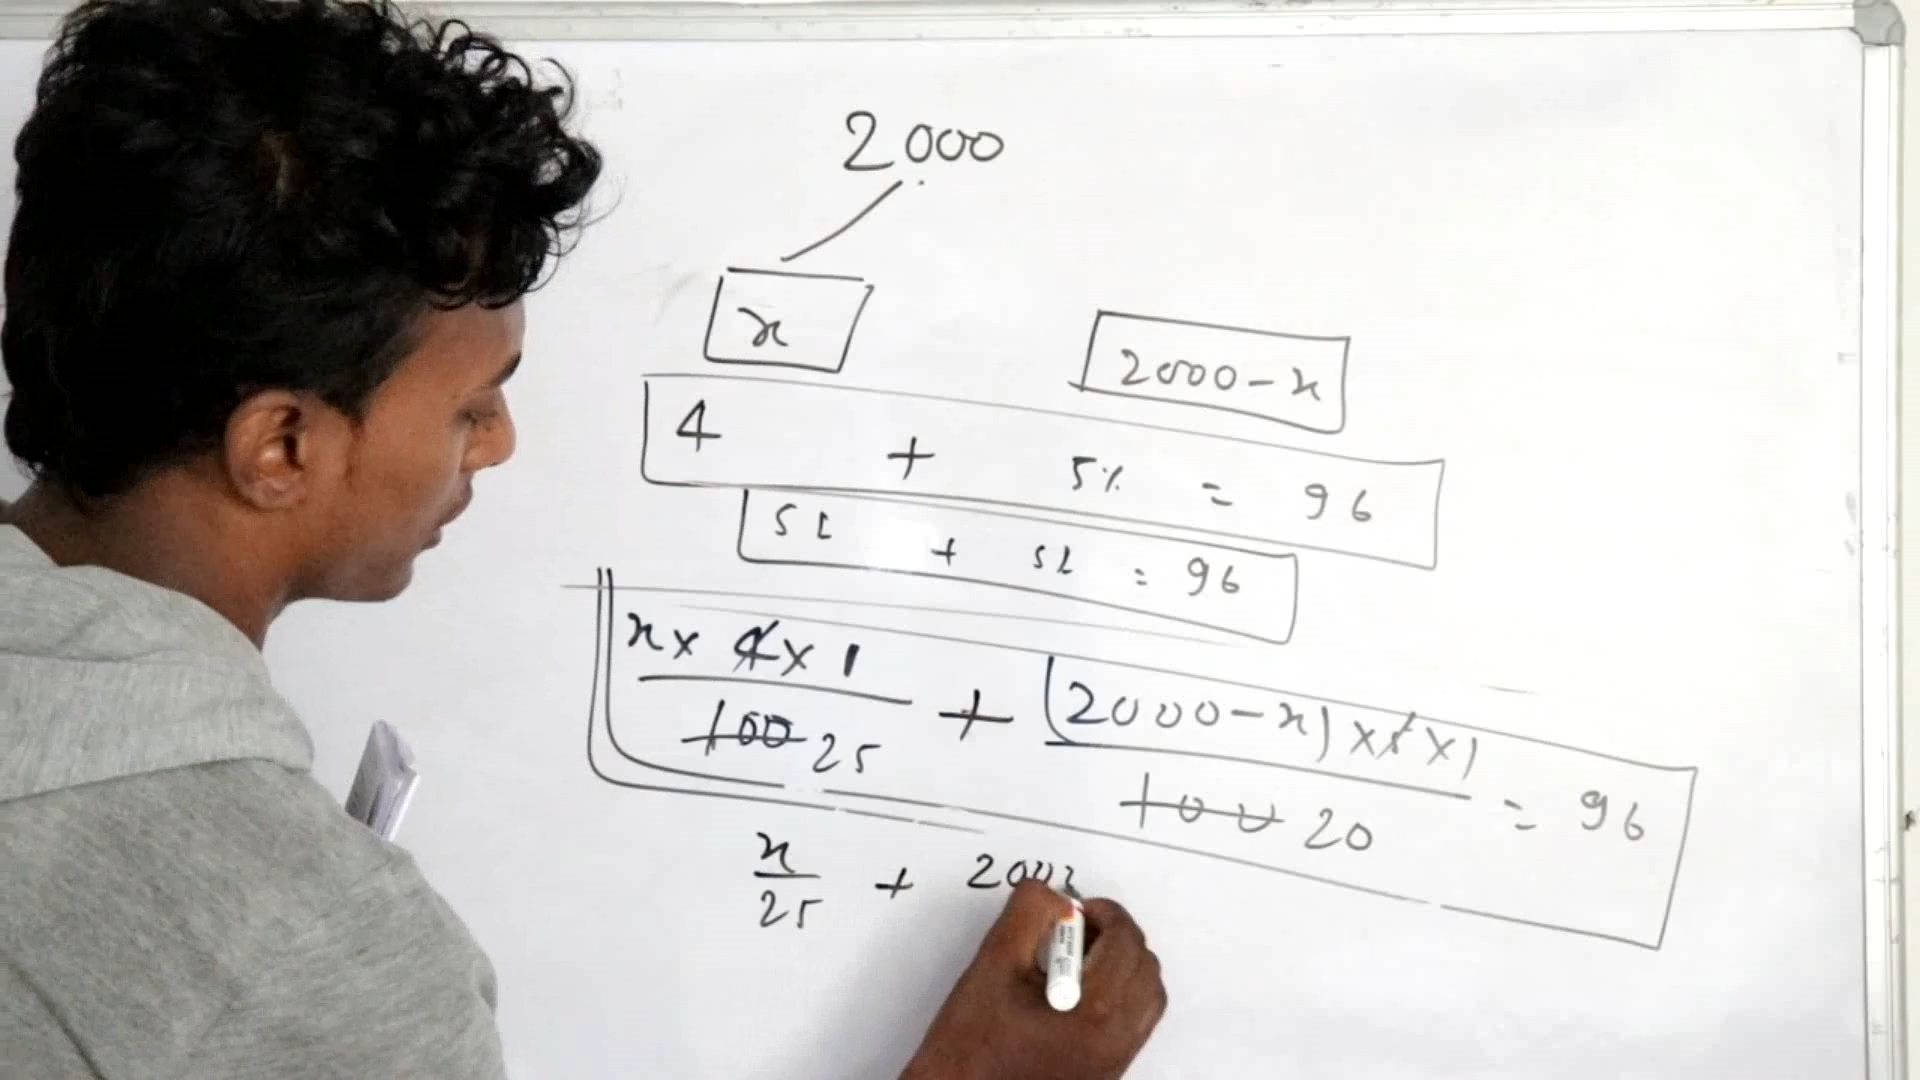 2000
x
2000 - x
4 + 5% = 96
SI + SI = 96
x × 4 × 1 / 100 25 + (2000 - x) × 5 × 1 / 100 20 = 96
x / 25 + 200